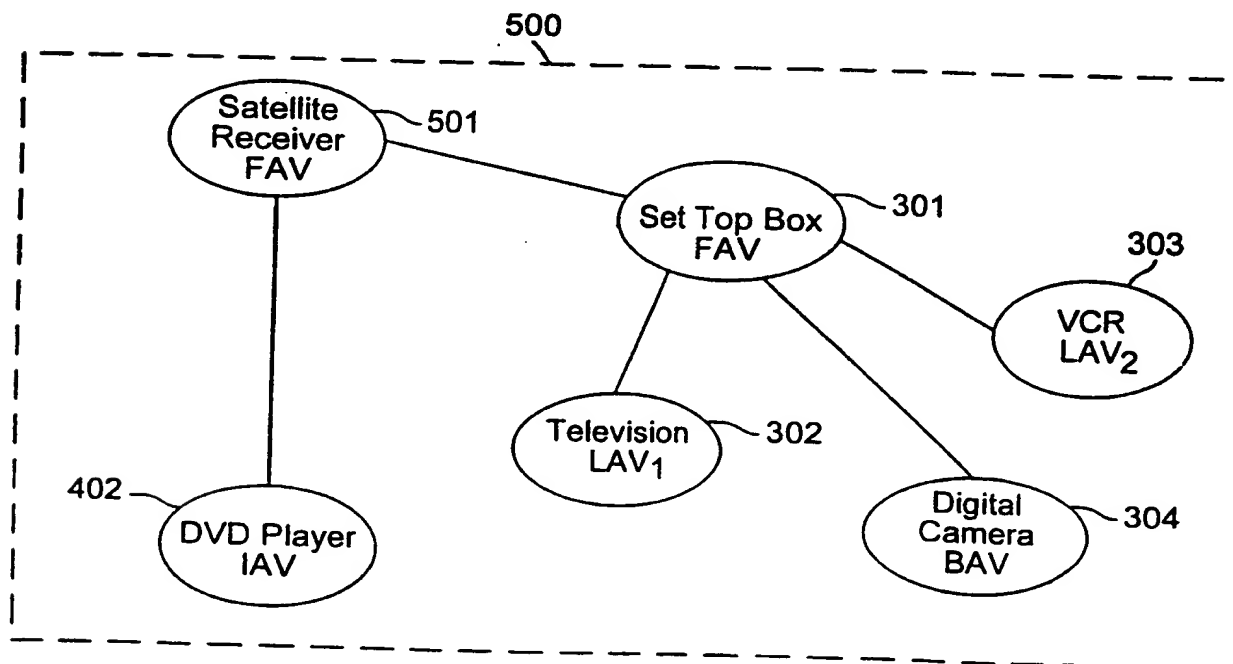 500
Satellite
Receiver
FAV
501
Set Top Box
FAV
301
303
VCR
LAV₂
Television
LAV₁
302
402
DVD Player
IAV
Digital
Camera
BAV
304